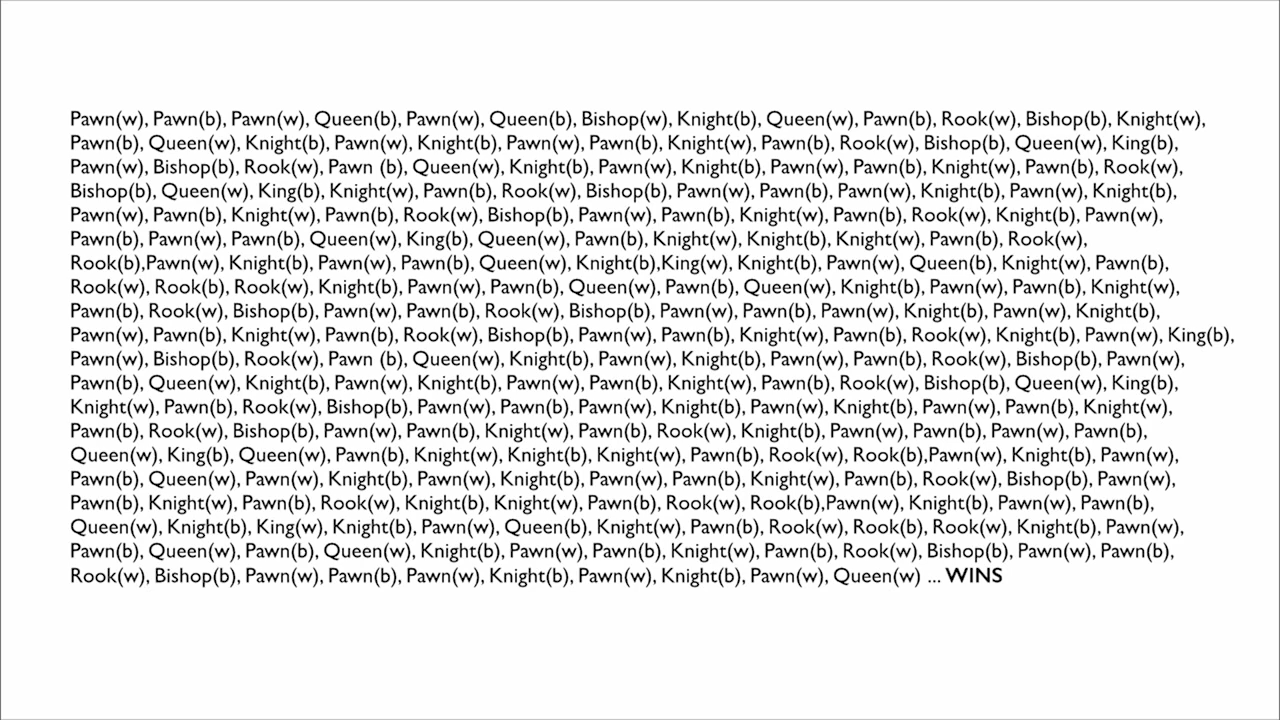 Pawn(w), Pawn(b), Pawn(w), Queen(b), Pawn(w), Queen(b), Bishop(w), Knight(b), Queen(w), Pawn(b), Rook(w), Bishop(b), Knight(w),
Pawn(b), Queen(w), Knight(b), Pawn(w), Knight(b), Pawn(w), Pawn(b), Knight(w), Pawn(b), Rook(w), Bishop(b), Queen(w), King(b),
Pawn(w), Bishop(b), Rook(w), Pawn (b), Queen(w), Knight(b), Pawn(w), Knight(b), Pawn(w), Pawn(b), Knight(w), Pawn(b), Rook(w),
Bishop(b), Queen(w), King(b), Knight(w), Pawn(b), Rook(w), Bishop(b), Pawn(w), Pawn(b), Pawn(w), Knight(b), Pawn(w), Knight(b),
Pawn(w), Pawn(b), Knight(w), Pawn(b), Rook(w), Bishop(b), Pawn(w), Pawn(b), Knight(w), Pawn(b), Rook(w), Knight(b), Pawn(w),
Pawn(b), Pawn(w), Pawn(b), Queen(w), King(b), Queen(w), Pawn(b), Knight(w), Knight(b), Knight(w), Pawn(b), Rook(w),
Rook(b),Pawn(w), Knight(b), Pawn(w), Pawn(b), Queen(w), Knight(b),King(w), Knight(b), Pawn(w), Queen(b), Knight(w), Pawn(b),
Rook(w), Rook(b), Rook(w), Knight(b), Pawn(w), Pawn(b), Queen(w), Pawn(b), Queen(w), Knight(b), Pawn(w), Pawn(b), Knight(w),
Pawn(b), Rook(w), Bishop(b), Pawn(w), Pawn(b), Rook(w), Bishop(b), Pawn(w), Pawn(b), Pawn(w), Knight(b), Pawn(w), Knight(b),
Pawn(w), Pawn(b), Knight(w), Pawn(b), Rook(w), Bishop(b), Pawn(w), Pawn(b), Knight(w), Pawn(b), Rook(w), Knight(b), Pawn(w), King(b),
Pawn(w), Bishop(b), Rook(w), Pawn (b), Queen(w), Knight(b), Pawn(w), Knight(b), Pawn(w), Pawn(b), Rook(w), Bishop(b), Pawn(w),
Pawn(b), Queen(w), Knight(b), Pawn(w), Knight(b), Pawn(w), Pawn(b), Knight(w), Pawn(b), Rook(w), Bishop(b), Queen(w), King(b),
Knight(w), Pawn(b), Rook(w), Bishop(b), Pawn(w), Pawn(b), Pawn(w), Knight(b), Pawn(w), Knight(b), Pawn(w), Pawn(b), Knight(w),
Pawn(b), Rook(w), Bishop(b), Pawn(w), Pawn(b), Knight(w), Pawn(b), Rook(w), Knight(b), Pawn(w), Pawn(b), Pawn(w), Pawn(b),
Queen(w), King(b), Queen(w), Pawn(b), Knight(w), Knight(b), Knight(w), Pawn(b), Rook(w), Rook(b),Pawn(w), Knight(b), Pawn(w),
Pawn(b), Queen(w), Pawn(w), Knight(b), Pawn(w), Knight(b), Pawn(w), Pawn(b), Knight(w), Pawn(b), Rook(w), Bishop(b), Pawn(w),
Pawn(b), Knight(w), Pawn(b), Rook(w), Knight(b), Knight(w), Pawn(b), Rook(w), Rook(b),Pawn(w), Knight(b), Pawn(w), Pawn(b),
Queen(w), Knight(b), King(w), Knight(b), Pawn(w), Queen(b), Knight(w), Pawn(b), Rook(w), Rook(b), Rook(w), Knight(b), Pawn(w),
Pawn(b), Queen(w), Pawn(b), Queen(w), Knight(b), Pawn(w), Pawn(b), Knight(w), Pawn(b), Rook(w), Bishop(b), Pawn(w), Pawn(b),
Rook(w), Bishop(b), Pawn(w), Pawn(b), Pawn(w), Knight(b), Pawn(w), Knight(b), Pawn(w), Queen(w) ... WINS